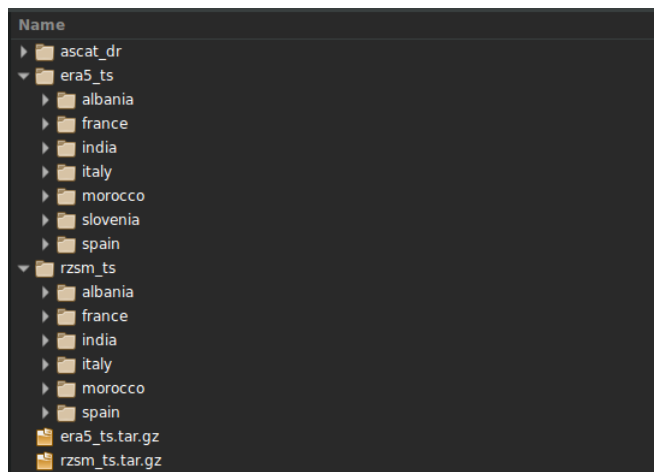 Name
ascat_dr
era5_ts
albania
france
india
italy
morocco
slovenia
spain
rzsm_ts
albania
france
india
italy
morocco
spain
era5_ts.tar.gz
rzsm_ts.tar.gz